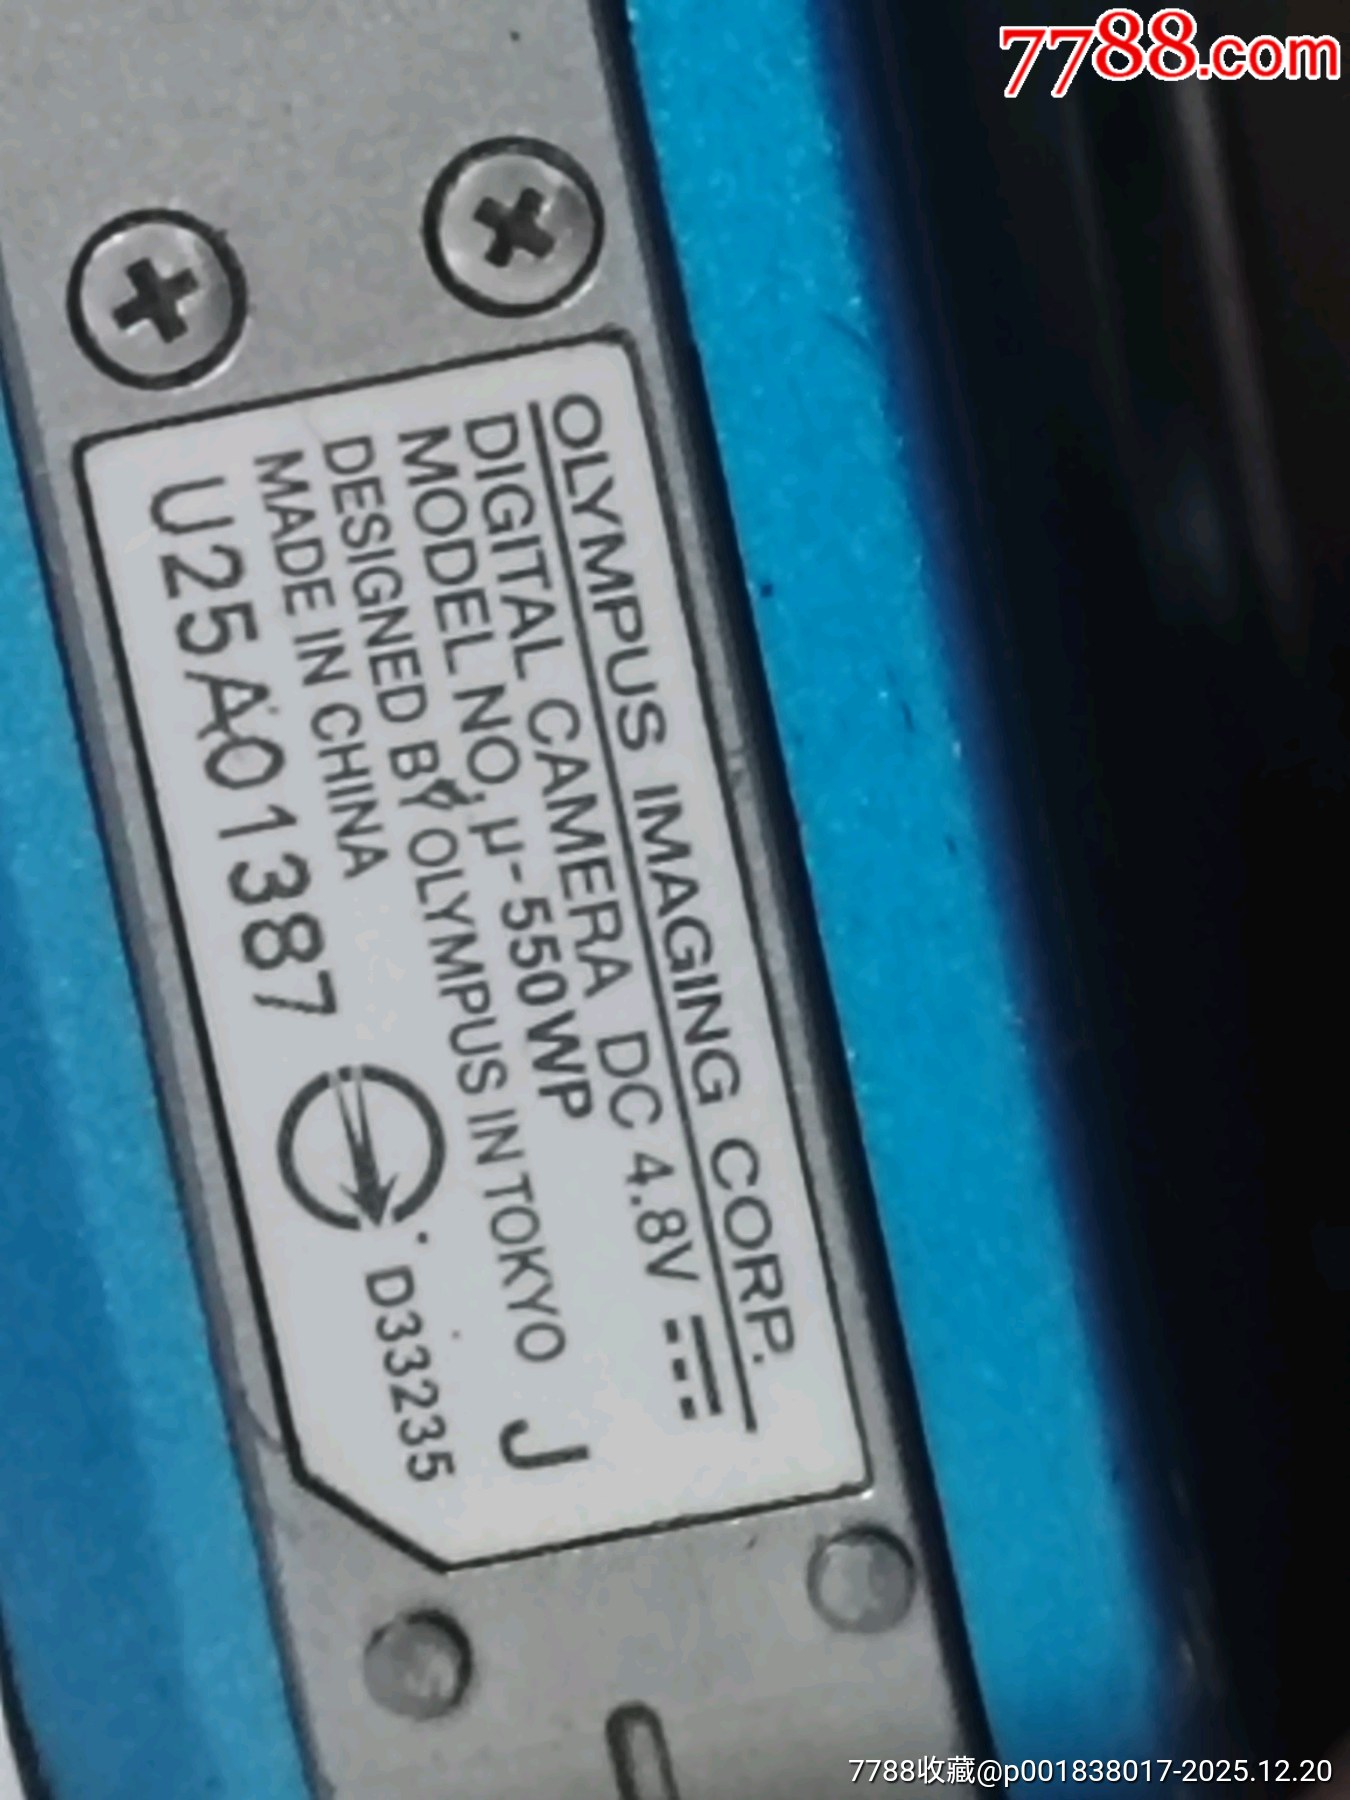 7788.com
OLYMPUS IMAGING CORP.
DIGITAL CAMERA DC 4.8V ⎓
MODEL NO. μ-550WP
DESIGNED BY OLYMPUS IN TOKYO J
MADE IN CHINA
U25A01387
D33235
7788收藏@p001838017-2025.12.20